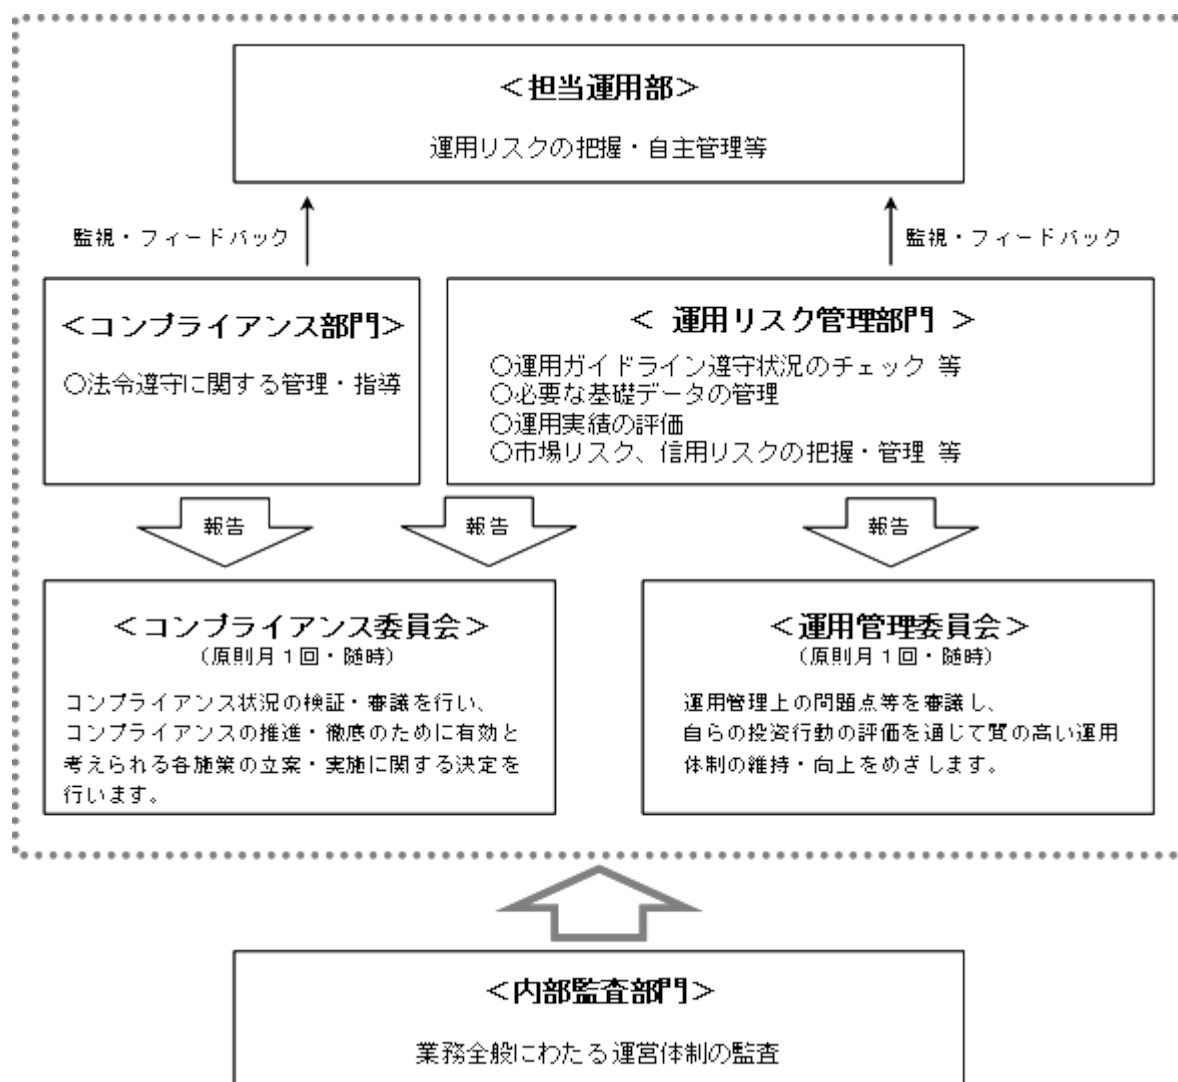 ＜担当運用部＞
運用リスクの把握・自主管理等
監視・フィードバック
監視・フィードバック
＜コンプライアンス部門＞
○法令遵守に関する管理・指導
＜ 運用リスク管理部門 ＞
○運用ガイドライン遵守状況のチェック 等
○必要な基礎データの管理
○運用実績の評価
○市場リスク、信用リスクの把握・管理 等
報告
報告
報告
＜コンプライアンス委員会＞
（原則月１回・随時）
コンプライアンス状況の検証・審議を行い、
コンプライアンスの推進・徹底のために有効と
考えられる各施策の立案・実施に関する決定を
行います。
＜運用管理委員会＞
（原則月１回・随時）
運用管理上の問題点等を審議し、
自らの投資行動の評価を通じて質の高い運用
体制の維持・向上をめざします。
＜内部監査部門＞
業務全般にわたる運営体制の監査